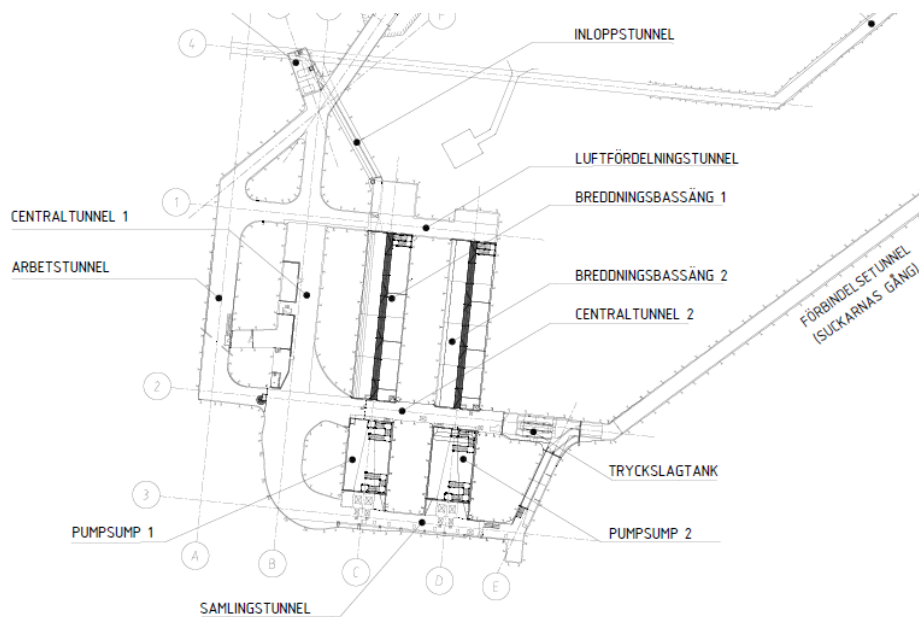 4
INLOPPSTUNNEL
LUFTFÖRDELNINGSTUNNEL
BREDDNINGSBASSÄNG 1
1
CENTRALTUNNEL 1
ARBETSTUNNEL
BREDDNINGSBASSÄNG 2
FÖRBINDELSETUNNEL
(SUCKARNAS GÅNG)
CENTRALTUNNEL 2
2
TRYCKSLAGTANK
3
PUMPSUMP 1
PUMPSUMP 2
A
B
C
D
E
SAMLINGSTUNNEL